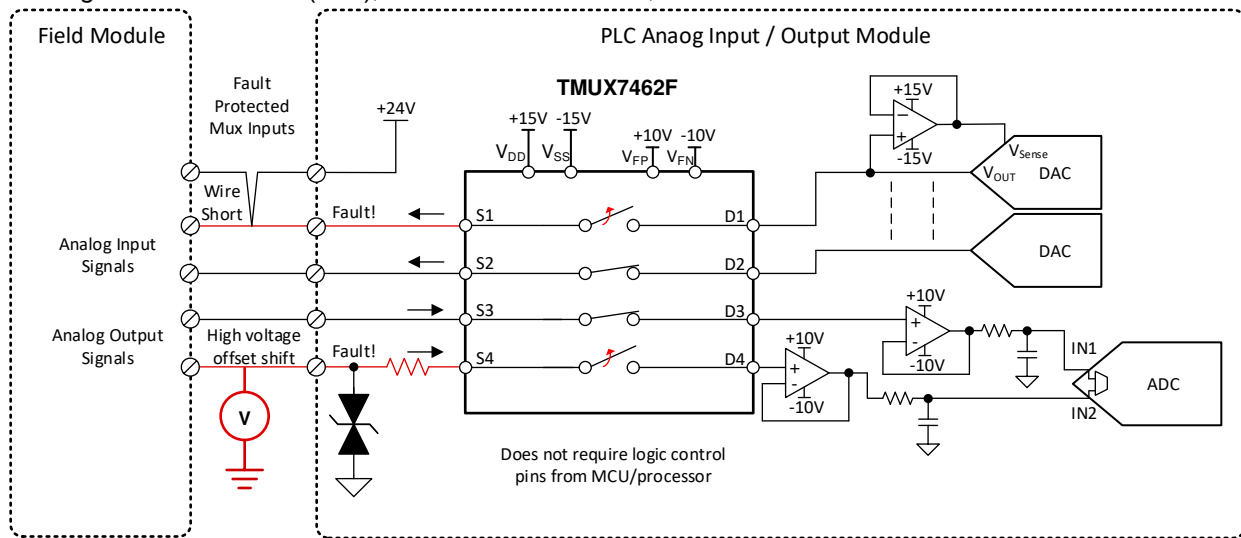 Field Module
PLC Anaog Input / Output Module
Fault
Protected
Mux Inputs
+24V
TMUX7462F
+15V
-15V
+10V
-10V
VDD
VSS
VFP
VFN
+15V
-
+
-15V
VSense
VOUT
DAC
Wire
Short
Fault!
S1
D1
Analog Input
Signals
S2
D2
DAC
Analog Output
Signals
High voltage
offset shift
S3
D3
+10V
+
-
-10V
Fault!
S4
D4
+10V
+
-
-10V
IN1
IN2
ADC
V
Does not require logic control
pins from MCU/processor